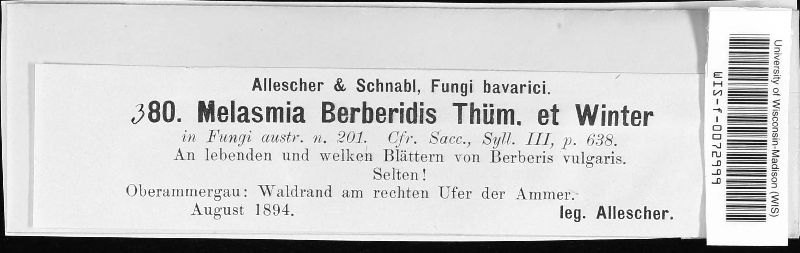 Allescher & Schnabl, Fungi bavarici.
380. Melasmia Berberidis Thüm. et Winter
in Fungi austr. n. 201. Cfr. Sacc., Syll. III, p. 638.
An lebenden und welken Blättern von Berberis vulgaris.
Selten!
Oberammergau: Waldrand am rechten Ufer der Ammer.
August 1894.
leg. Allescher.
University of Wisconsin-Madison (WIS)
WIS-f-0072999